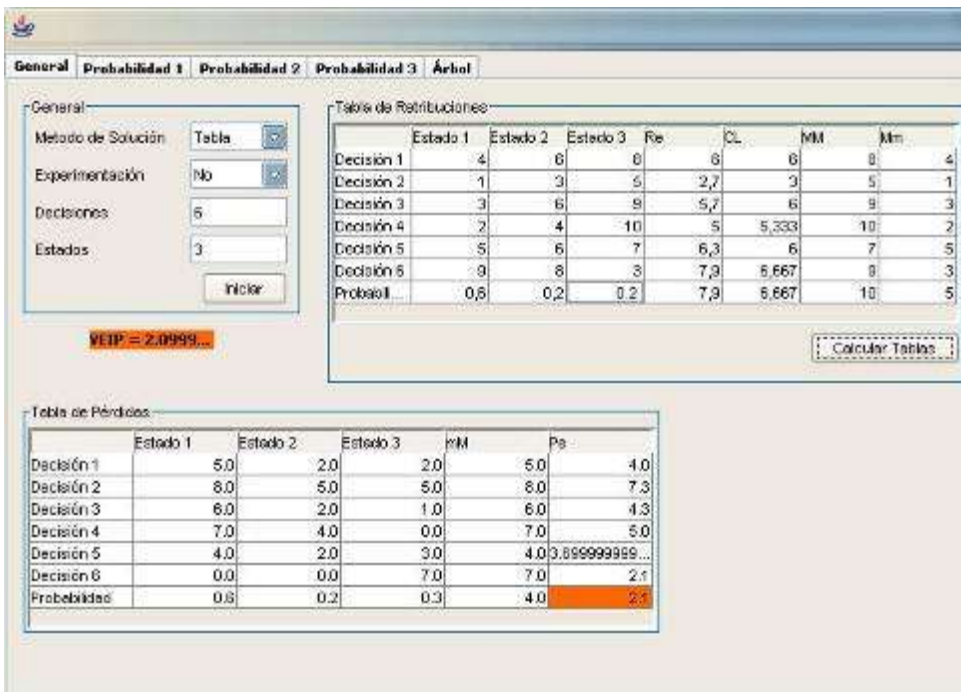 General Probabilidad 1 Probabilidad 2 Probabilidad 3 Árbol
General
Metodo de Solución Tabla
Experimentación No
Decisiones 6
Estados 3
Iniciar
VEIP = 2.0999...
Tabla de Retribuciones
Estado 1 Estado 2 Estado 3 Re CL MM Mm
Decisión 1 4 6 8 6 6 8 4
Decisión 2 1 3 5 2,7 3 5 1
Decisión 3 3 6 9 5,7 6 9 3
Decisión 4 2 4 10 5 5,333 10 2
Decisión 5 5 6 7 6,3 6 7 5
Decisión 6 9 8 3 7,9 6,667 9 3
Probabili... 0,6 0,2 0.2 7,9 6,667 10 5
Calcular Tablas
Tabla de Pérdidas
Estado 1 Estado 2 Estado 3 mM Pe
Decisión 1 5.0 2.0 2.0 5.0 4.0
Decisión 2 8.0 5.0 5.0 8.0 7.3
Decisión 3 6.0 2.0 1.0 6.0 4.3
Decisión 4 7.0 4.0 0.0 7.0 5.0
Decisión 5 4.0 2.0 3.0 4.0 3.699999999...
Decisión 6 0.0 0.0 7.0 7.0 2.1
Probabilidad 0.6 0.2 0.3 4.0 2.1